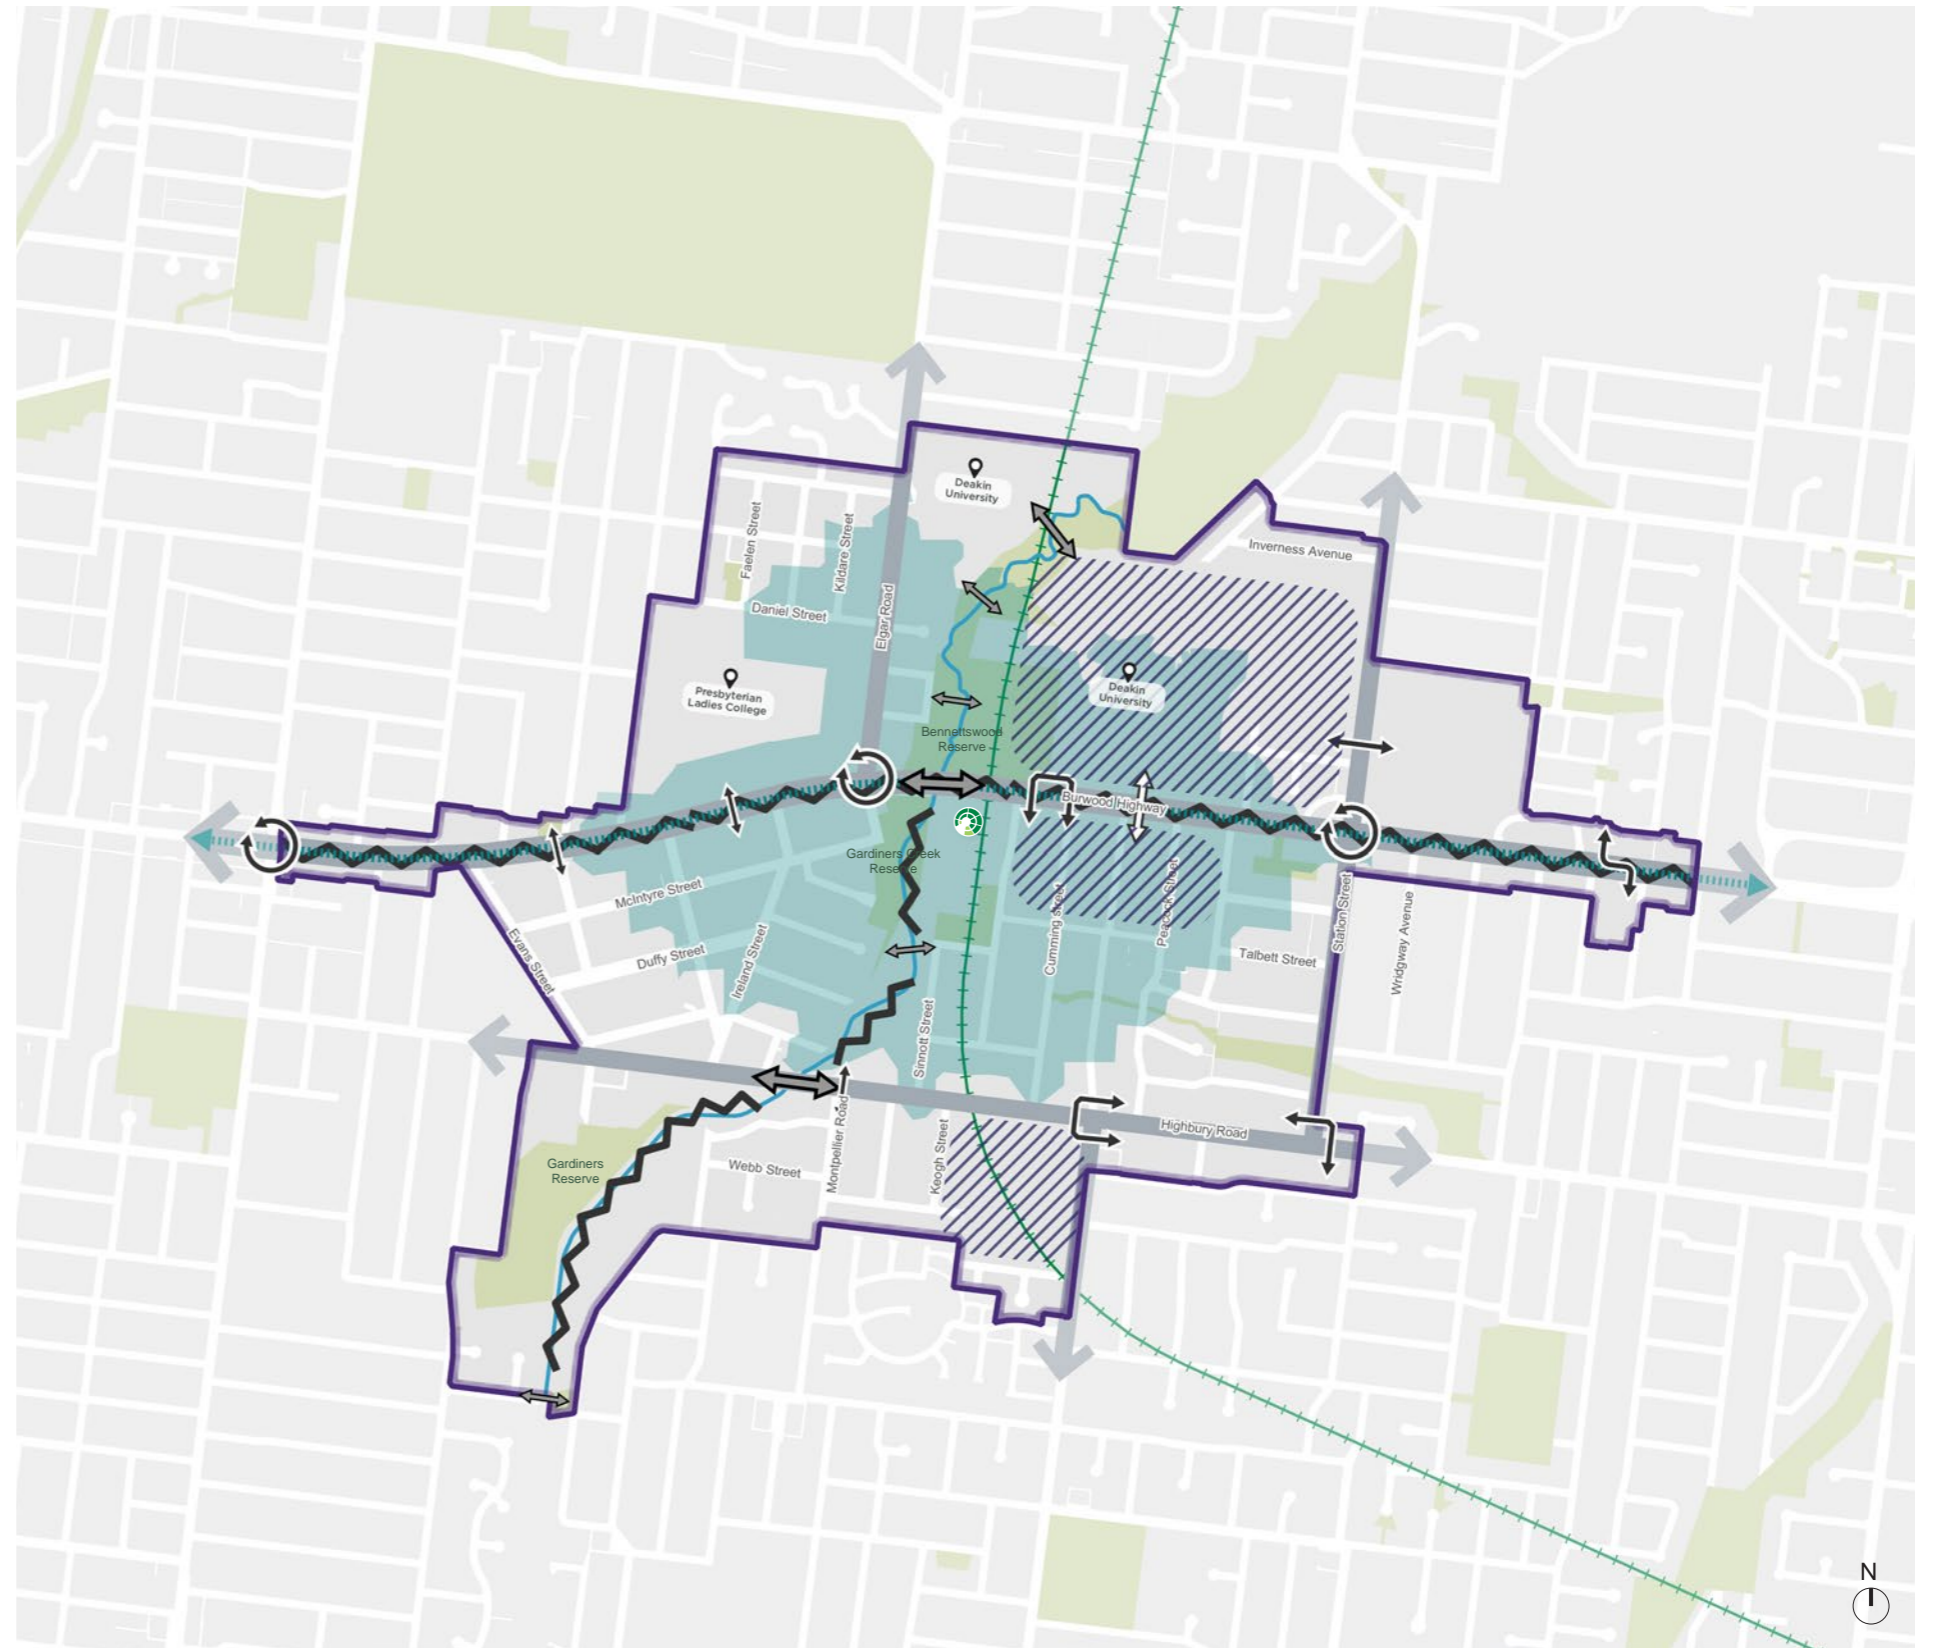 Deakin
University
Faelen Street
Kildare Street
Inverness Avenue
Daniel Street
Elgar Road
Presbyterian
Ladies College
Deakin
University
Bennettswood
Reserve
Burwood Highway
Gardiners Creek
Reserve
McIntyre Street
Cumming street
Peacock Street
Station Street
Wridgway Avenue
Evans Street
Duffy Street
Ireland Street
Talbett Street
Sinnott Street
Montpellier Road
Keogh Street
Highbury Road
Webb Street
Gardiners
Reserve
N